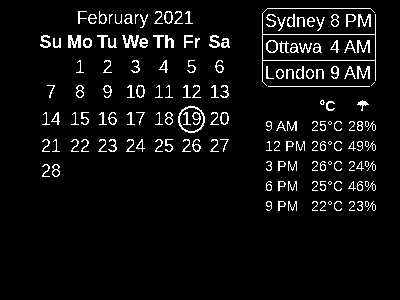 February 2021
Su Mo Tu We Th Fr Sa
1 2 3 4 5 6
7 8 9 10 11 12 13
14 15 16 17 18 19 20
21 22 23 24 25 26 27
28
Sydney 8 PM
Ottawa 4 AM
London 9 AM
°C
9 AM 25°C 28%
12 PM 26°C 49%
3 PM 26°C 24%
6 PM 25°C 46%
9 PM 22°C 23%